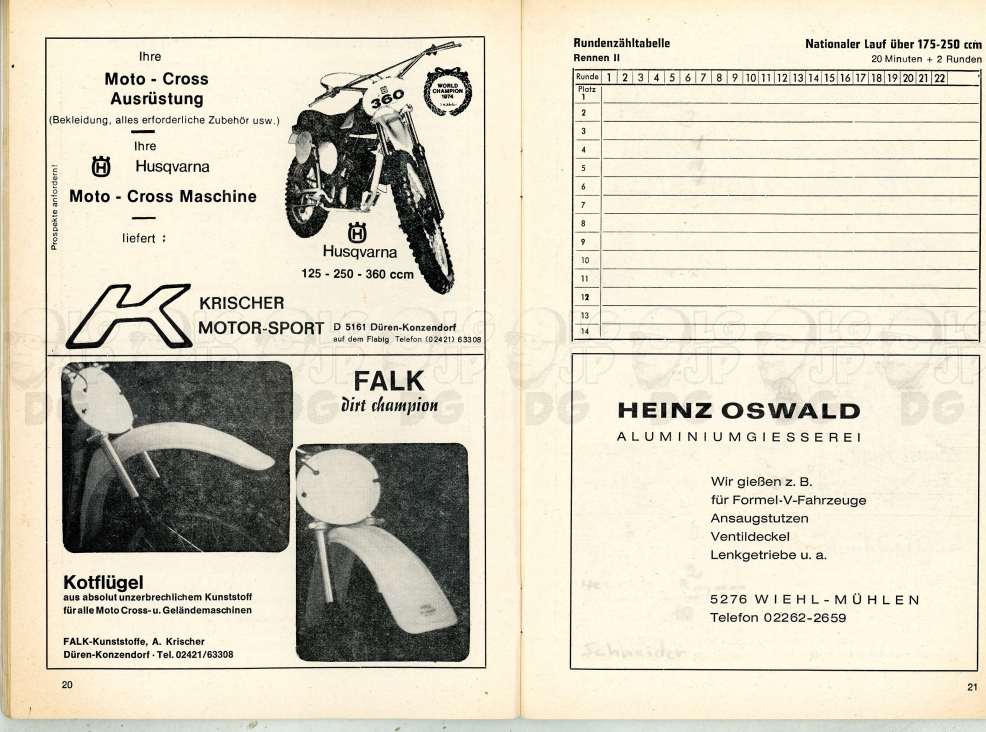 Ihre
Moto - Cross
Ausrüstung
(Bekleidung, alles erforderliche Zubehör usw.)
Ihre
Husqvarna
Moto - Cross Maschine
liefert :
Prospekte anfordern!
WORLD
CHAMPION
1974
360
Husqvarna
125 - 250 - 360 ccm
KRISCHER
MOTOR-SPORT
D 5161 Düren-Konzendorf
auf dem Flabig Telefon (02421) 63308
FALK
dirt champion
Kotflügel
aus absolut unzerbrechlichem Kunststoff
für alle Moto Cross- u. Geländemaschinen
FALK-Kunststoffe, A. Krischer
Düren-Konzendorf · Tel. 02421/63308
20
Rundenzähltabelle
Nationaler Lauf über 175-250 ccm
Rennen II
20 Minuten + 2 Runden
Runde 1 2 3 4 5 6 7 8 9 10 11 12 13 14 15 16 17 18 19 20 21 22
Platz
1
2
3
4
5
6
7
8
9
10
11
12
13
14
HEINZ OSWALD
ALUMINIUMGIESSEREI
Wir gießen z. B.
für Formel-V-Fahrzeuge
Ansaugstutzen
Ventildeckel
Lenkgetriebe u. a.
5276 WIEHL-MÜHLEN
Telefon 02262-2659
Schneider
21